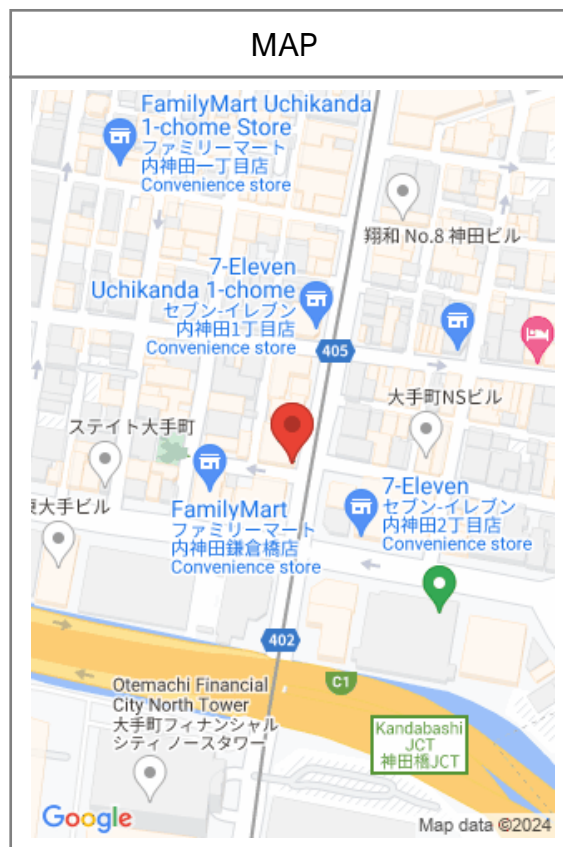 MAP
FamilyMart Uchikanda
1-chome Store
ファミリーマート
内神田一丁目店
Convenience store
翔和 No.8 神田ビル
7-Eleven
Uchikanda 1-chome
セブン-イレブン
内神田1丁目店
Convenience store
405
大手町NSビル
ステイト大手町
FamilyMart
ファミリーマート
内神田鎌倉橋店
Convenience store
7-Eleven
セブン-イレブン
内神田2丁目店
Convenience store
大手ビル
402
C1
Otemachi Financial
City North Tower
大手町フィナンシャル
シティ ノースタワー
Kandabashi
JCT
神田橋JCT
Google
Map data ©2024